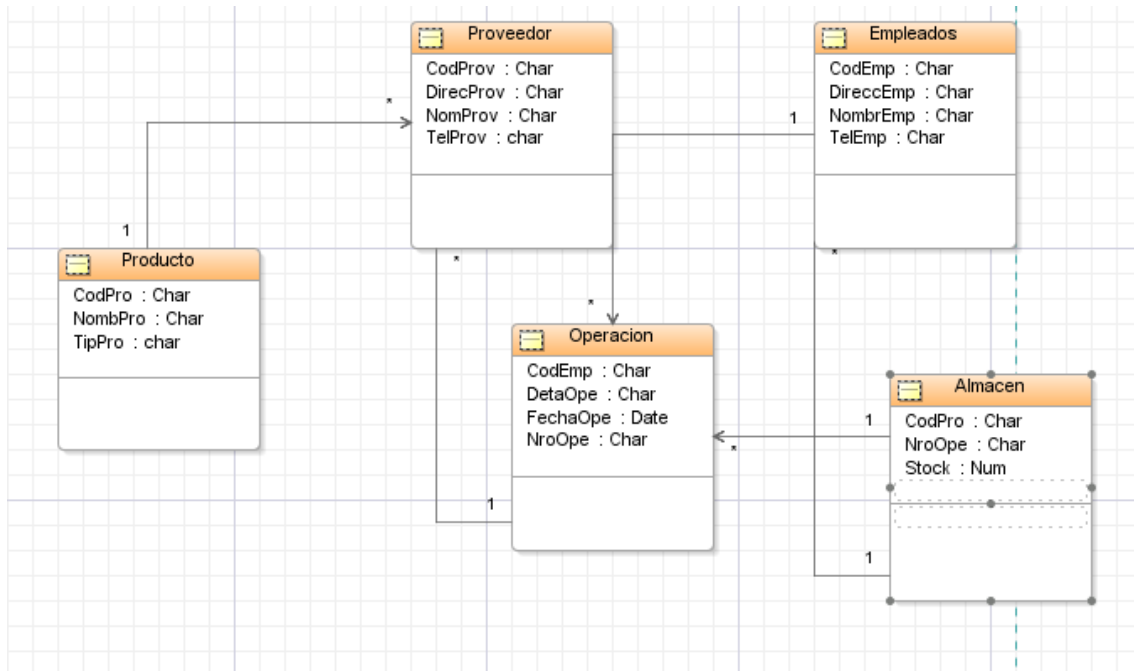 Proveedor
CodProv : Char
DirecProv : Char
NomProv : Char
TelProv : char
*
Empleados
CodEmp : Char
DireccEmp : Char
NombrEmp : Char
TelEmp : Char
1
1
*
*
*
Producto
CodPro : Char
NombPro : Char
TipPro : char
Operacion
CodEmp : Char
DetaOpe : Char
FechaOpe : Date
NroOpe : Char
1
Almacen
CodPro : Char
NroOpe : Char
Stock : Num
1
*
1